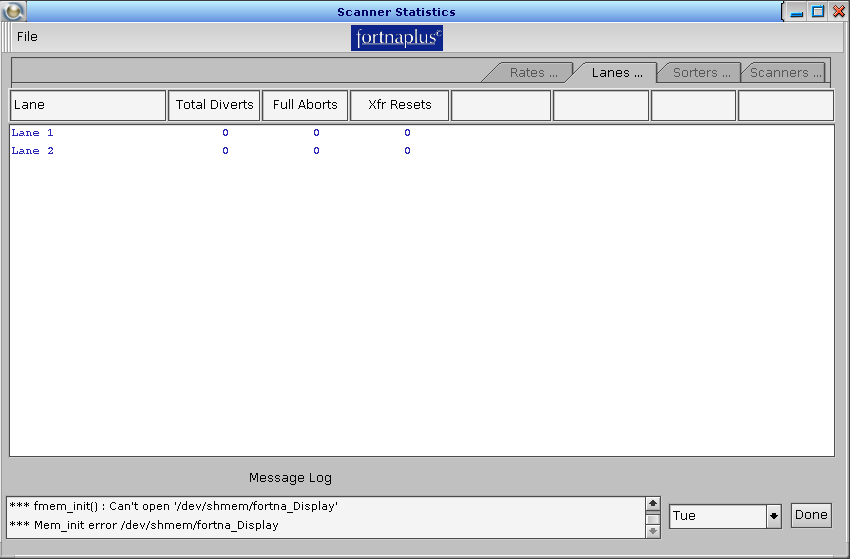 Scanner Statistics
File
fortnaplus©
Rates ... Lanes ... Sorters ... Scanners ...
Lane Total Diverts Full Aborts Xfr Resets
Lane 1 0 0 0
Lane 2 0 0 0
Message Log
*** fmem_init() : Can't open '/dev/shmem/fortna_Display'
*** Mem_init error /dev/shmem/fortna_Display
Tue
Done